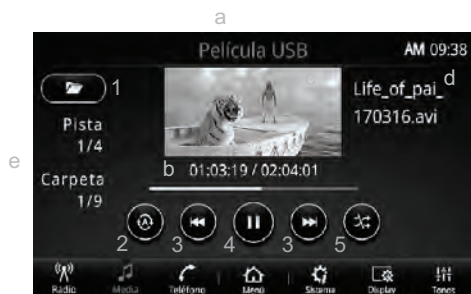 a
Película USB
AM 09:38
e
1
Life_of_pai_
170316.avi
d
c
Pista
1/4
Carpeta
1/9
b
01:03:19 / 02:04:01
2
3
4
3
5
Radio
Media
Teléfono
Menú
Sistema
Display
Tonos